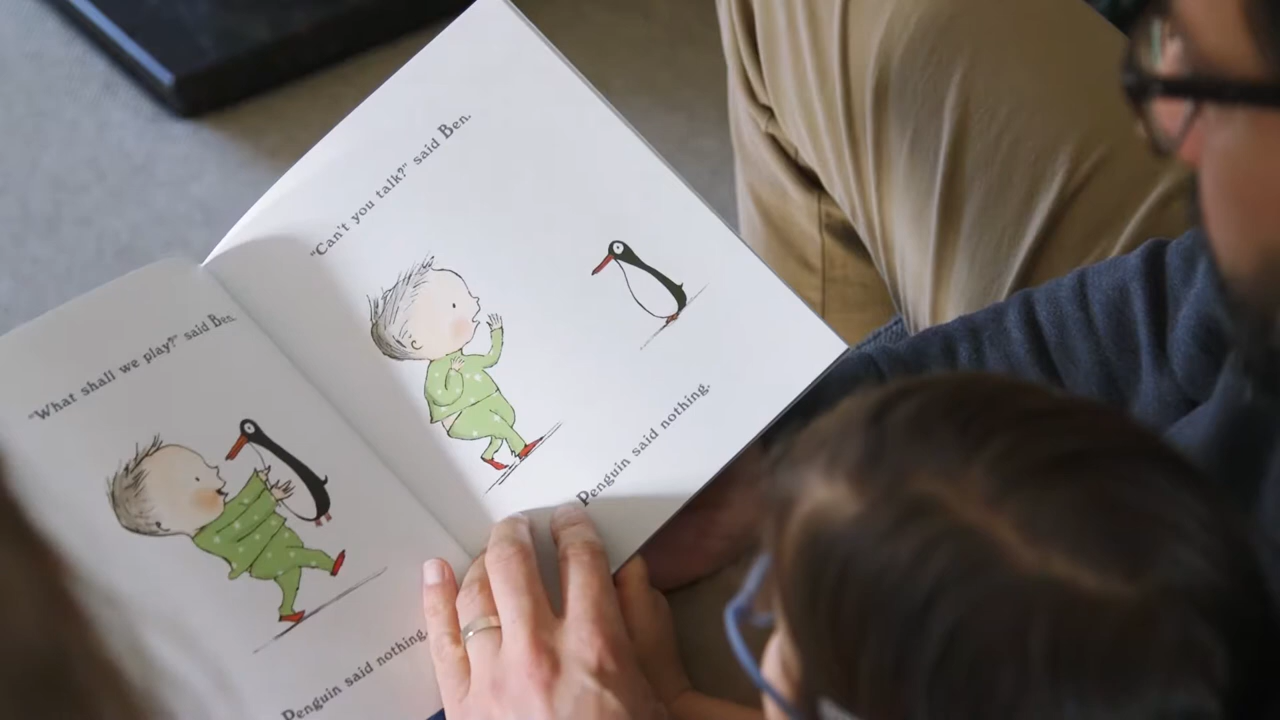 "What shall we play?" said Ben.
Penguin said nothing.
"Can't you talk?" said Ben.
Penguin said nothing.